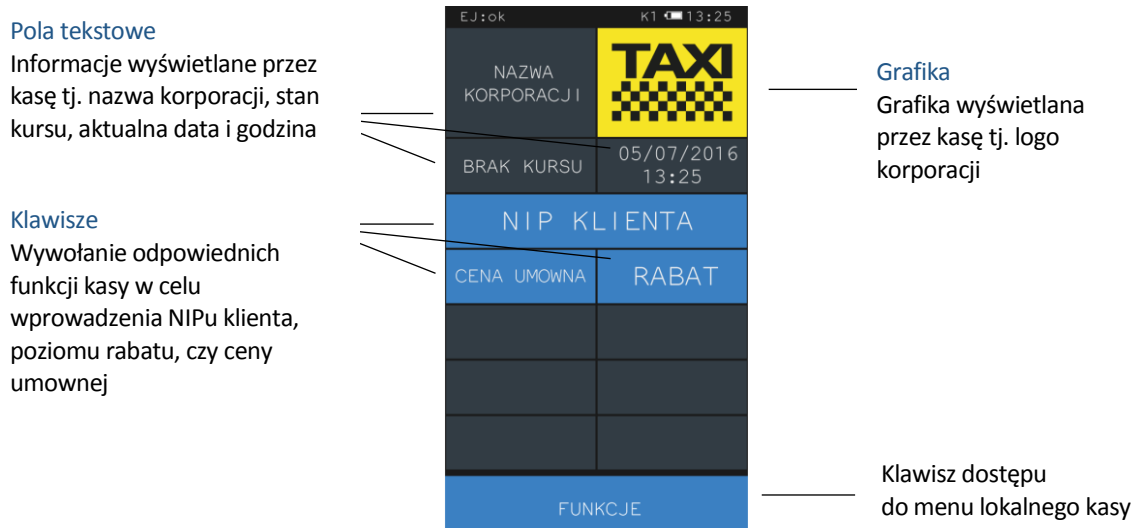 Pola tekstowe
Informacje wyświetlane przez
kasę tj. nazwa korporacji, stan
kursu, aktualna data i godzina
Klawisze
Wywołanie odpowiednich
funkcji kasy w celu
wprowadzenia NIPu klienta,
poziomu rabatu, czy ceny
umownej
EJ:ok K1 13:25
NAZWA
KORPORACJI
TAXI
BRAK KURSU
05/07/2016
13:25
NIP KLIENTA
CENA UMOWNA RABAT
FUNKCJE
Grafika
Grafika wyświetlana
przez kasę tj. logo
korporacji
Klawisz dostępu
do menu lokalnego kasy